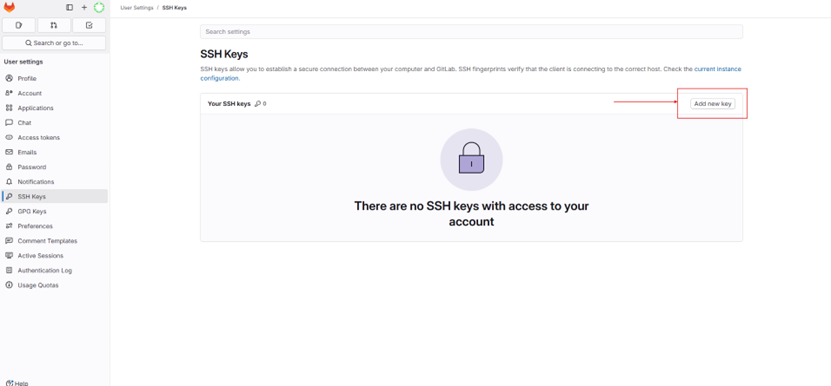 User Settings / SSH Keys
Search or go to...
User settings
Profile
Account
Applications
Chat
Access tokens
Emails
Password
Notifications
SSH Keys
GPG Keys
Preferences
Comment Templates
Active Sessions
Authentication Log
Usage Quotas
Help
Search settings
SSH Keys
SSH keys allow you to establish a secure connection between your computer and GitLab. SSH fingerprints verify that the client is connecting to the correct host. Check the current instance
configuration.
Your SSH keys 0
Add new key
There are no SSH keys with access to your
account